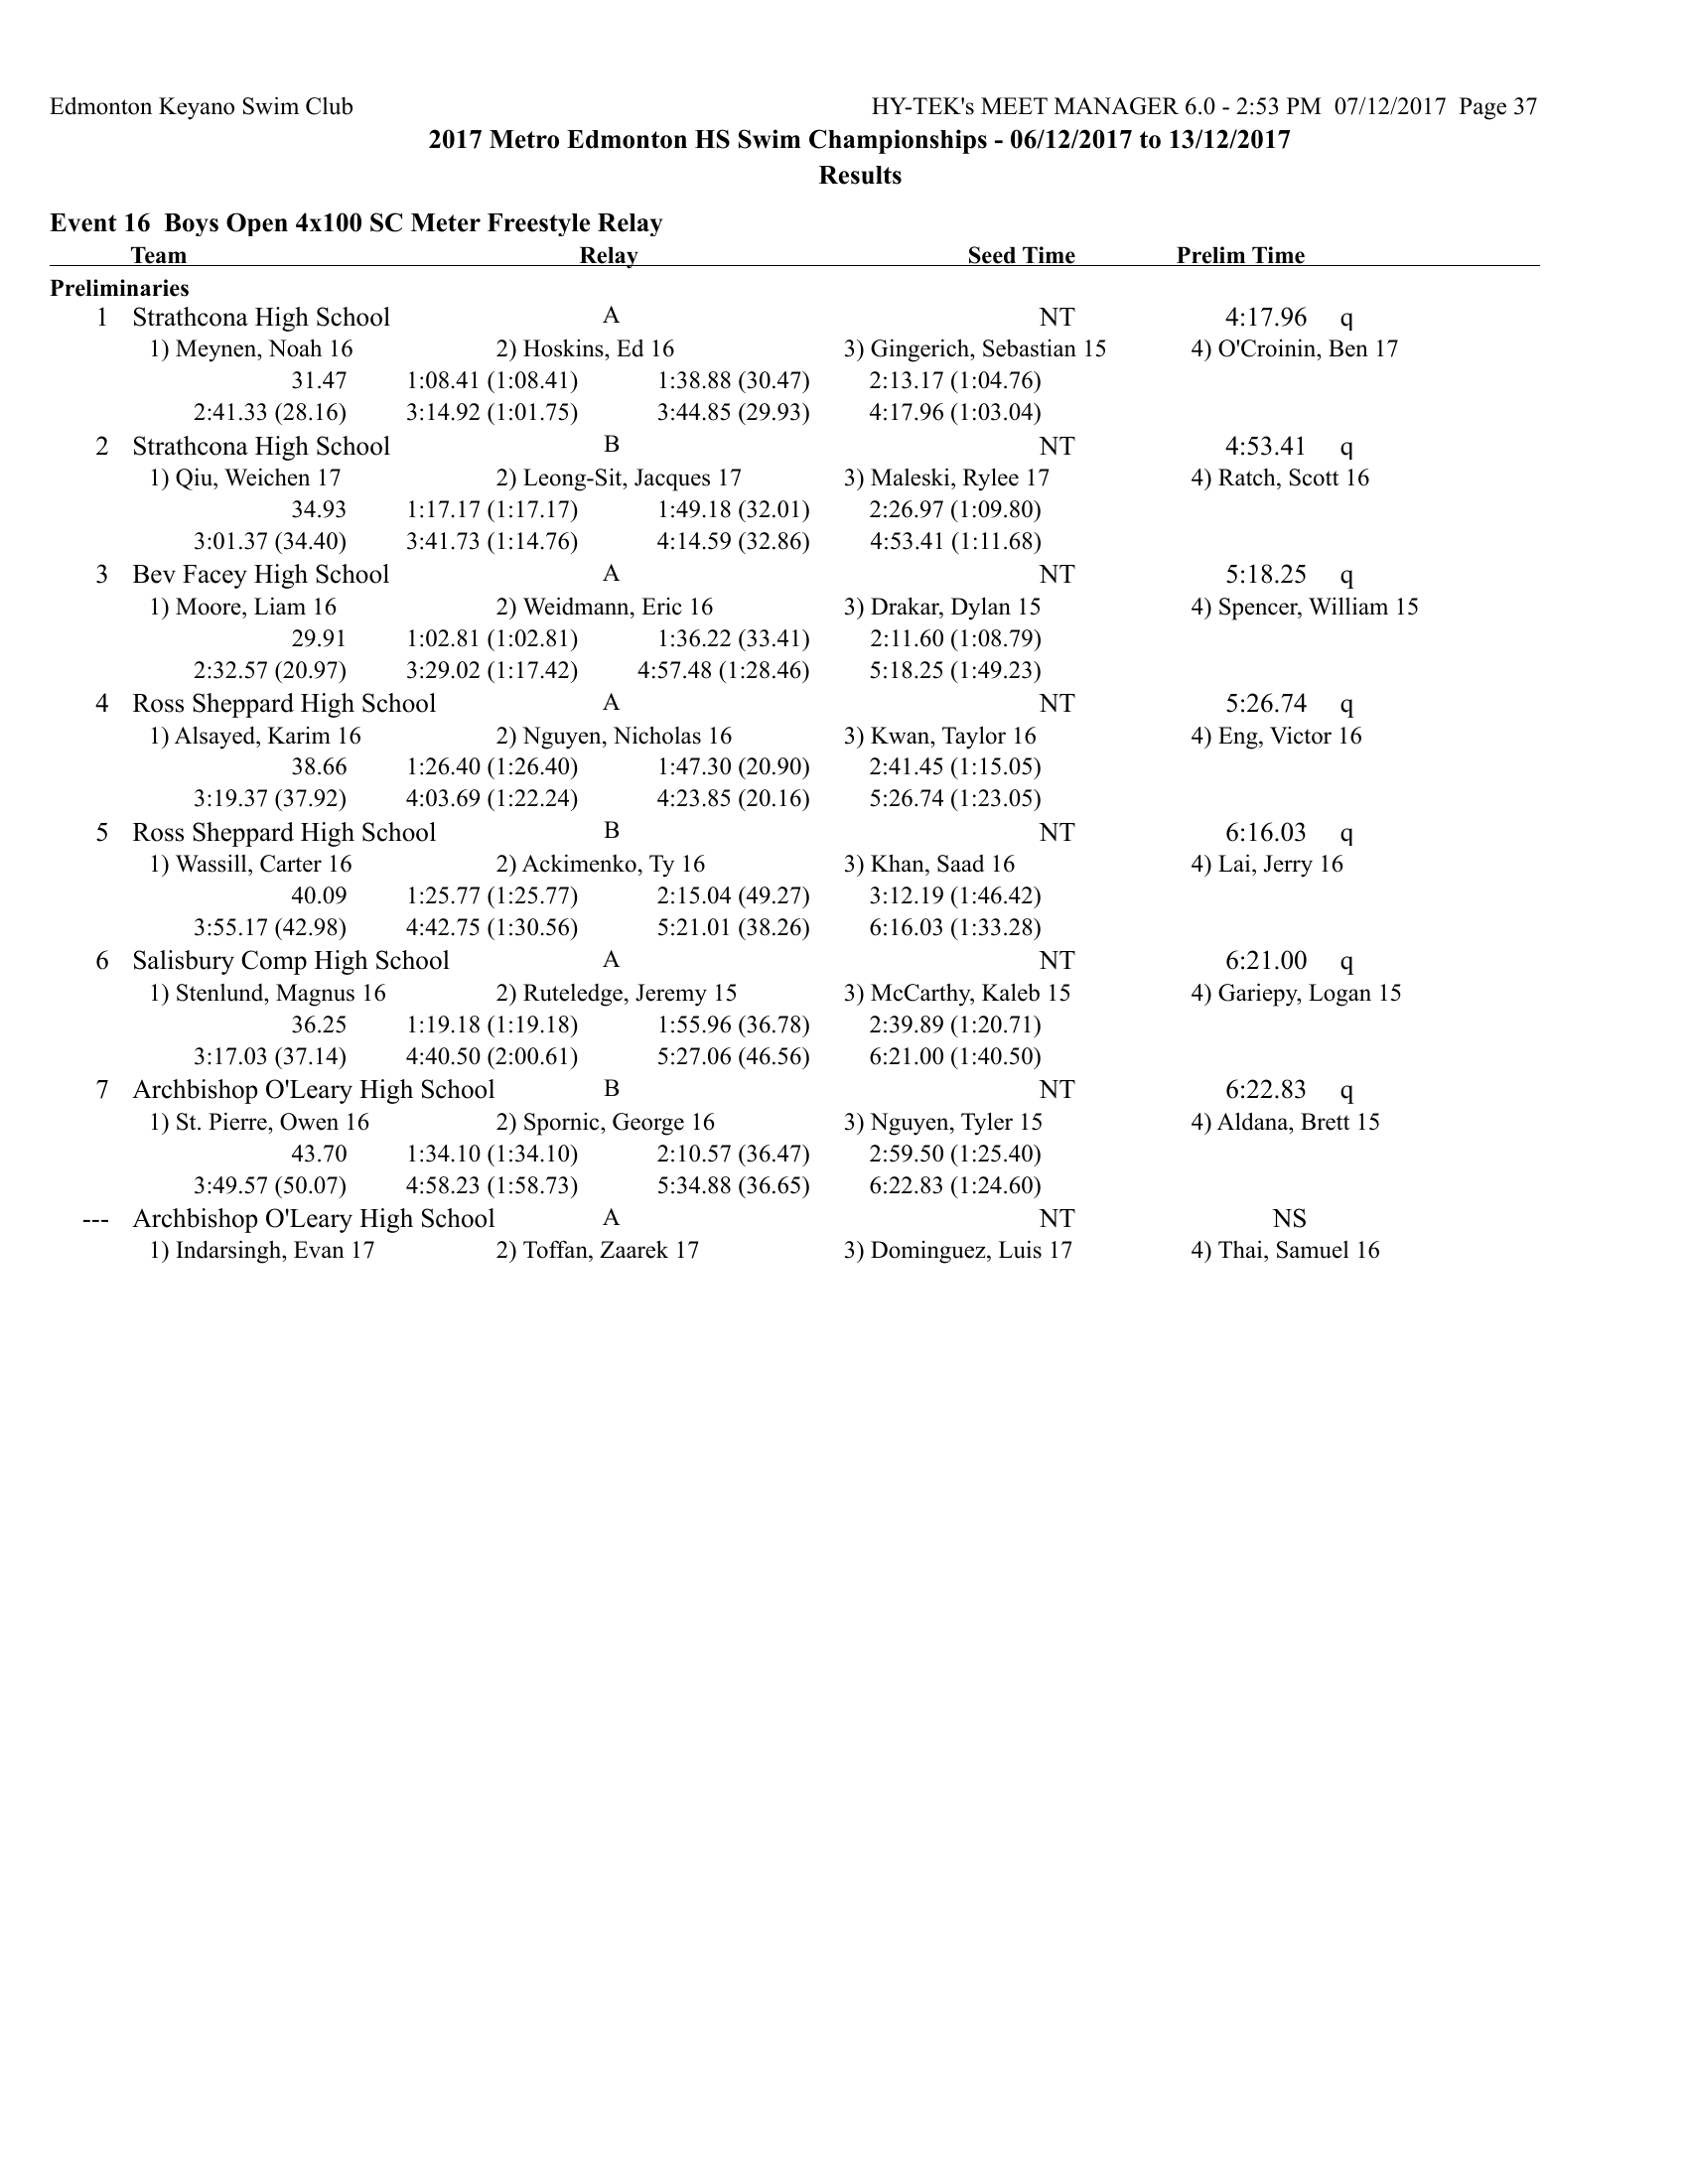 Edmonton Keyano Swim Club HY-TEK's MEET MANAGER 6.0 - 2:53 PM 07/12/2017 Page 37
2017 Metro Edmonton HS Swim Championships - 06/12/2017 to 13/12/2017
Results
Event 16 Boys Open 4x100 SC Meter Freestyle Relay
Team Relay Seed Time Prelim Time
Preliminaries
1 Strathcona High School A NT 4:17.96 q
1) Meynen, Noah 16 2) Hoskins, Ed 16 3) Gingerich, Sebastian 15 4) O'Croinin, Ben 17
31.47 1:08.41 (1:08.41) 1:38.88 (30.47) 2:13.17 (1:04.76)
2:41.33 (28.16) 3:14.92 (1:01.75) 3:44.85 (29.93) 4:17.96 (1:03.04)
2 Strathcona High School B NT 4:53.41 q
1) Qiu, Weichen 17 2) Leong-Sit, Jacques 17 3) Maleski, Rylee 17 4) Ratch, Scott 16
34.93 1:17.17 (1:17.17) 1:49.18 (32.01) 2:26.97 (1:09.80)
3:01.37 (34.40) 3:41.73 (1:14.76) 4:14.59 (32.86) 4:53.41 (1:11.68)
3 Bev Facey High School A NT 5:18.25 q
1) Moore, Liam 16 2) Weidmann, Eric 16 3) Drakar, Dylan 15 4) Spencer, William 15
29.91 1:02.81 (1:02.81) 1:36.22 (33.41) 2:11.60 (1:08.79)
2:32.57 (20.97) 3:29.02 (1:17.42) 4:57.48 (1:28.46) 5:18.25 (1:49.23)
4 Ross Sheppard High School A NT 5:26.74 q
1) Alsayed, Karim 16 2) Nguyen, Nicholas 16 3) Kwan, Taylor 16 4) Eng, Victor 16
38.66 1:26.40 (1:26.40) 1:47.30 (20.90) 2:41.45 (1:15.05)
3:19.37 (37.92) 4:03.69 (1:22.24) 4:23.85 (20.16) 5:26.74 (1:23.05)
5 Ross Sheppard High School B NT 6:16.03 q
1) Wassill, Carter 16 2) Ackimenko, Ty 16 3) Khan, Saad 16 4) Lai, Jerry 16
40.09 1:25.77 (1:25.77) 2:15.04 (49.27) 3:12.19 (1:46.42)
3:55.17 (42.98) 4:42.75 (1:30.56) 5:21.01 (38.26) 6:16.03 (1:33.28)
6 Salisbury Comp High School A NT 6:21.00 q
1) Stenlund, Magnus 16 2) Ruteledge, Jeremy 15 3) McCarthy, Kaleb 15 4) Gariepy, Logan 15
36.25 1:19.18 (1:19.18) 1:55.96 (36.78) 2:39.89 (1:20.71)
3:17.03 (37.14) 4:40.50 (2:00.61) 5:27.06 (46.56) 6:21.00 (1:40.50)
7 Archbishop O'Leary High School B NT 6:22.83 q
1) St. Pierre, Owen 16 2) Spornic, George 16 3) Nguyen, Tyler 15 4) Aldana, Brett 15
43.70 1:34.10 (1:34.10) 2:10.57 (36.47) 2:59.50 (1:25.40)
3:49.57 (50.07) 4:58.23 (1:58.73) 5:34.88 (36.65) 6:22.83 (1:24.60)
--- Archbishop O'Leary High School A NT NS
1) Indarsingh, Evan 17 2) Toffan, Zaarek 17 3) Dominguez, Luis 17 4) Thai, Samuel 16